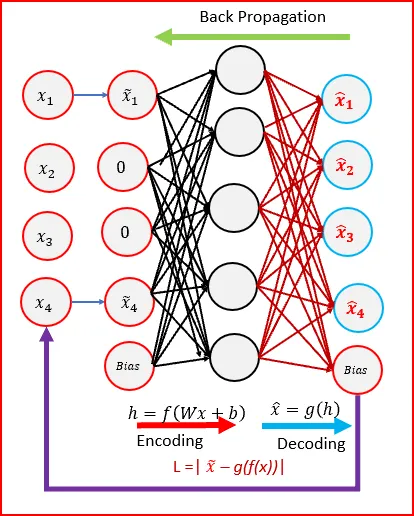 Back Propagation
x₁ x̃₁ x̂₁
x₂ 0 x̂₂
x₃ 0 x̂₃
x₄ x̃₄ x̂₄
Bias Bias
h = f(Wx + b) x̂ = g(h)
Encoding Decoding
L =| x̃ – g(f(x))|